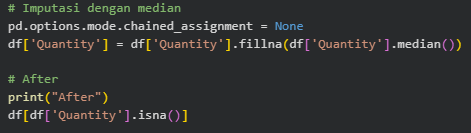 # Imputasi dengan median
pd.options.mode.chained_assignment = None
df['Quantity'] = df['Quantity'].fillna(df['Quantity'].median())
# After
print("After")
df[df['Quantity'].isna()]